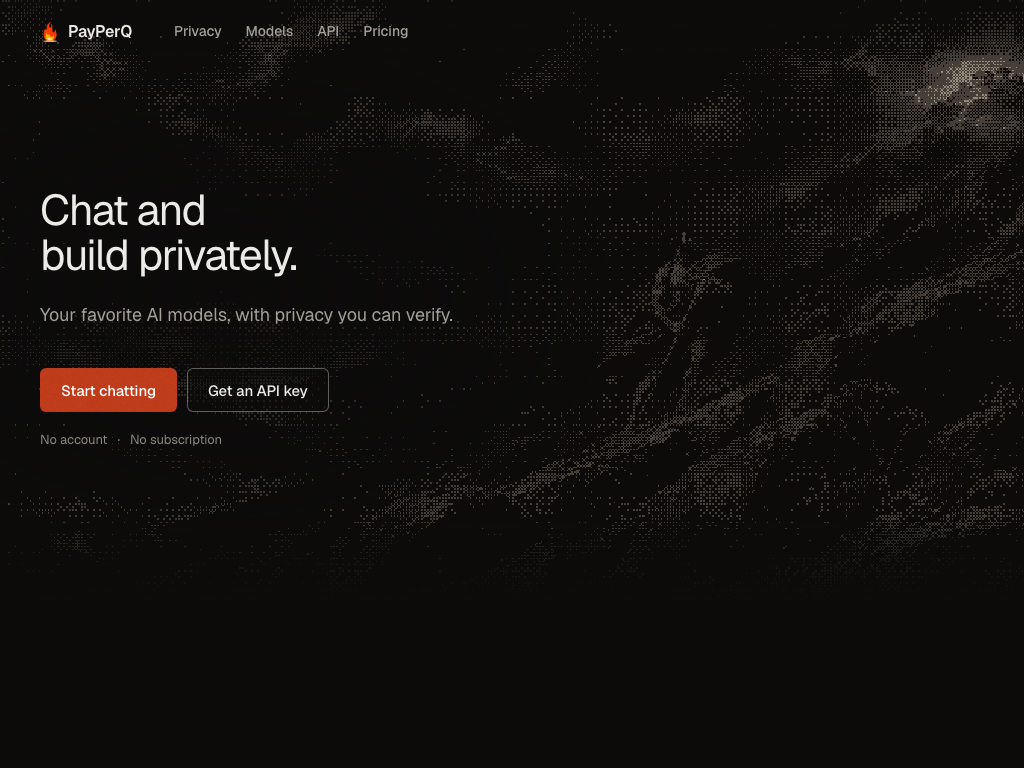 PayPerQ Privacy Models API Pricing
Chat and
build privately.
Your favorite AI models, with privacy you can verify.
Start chatting Get an API key
No account · No subscription